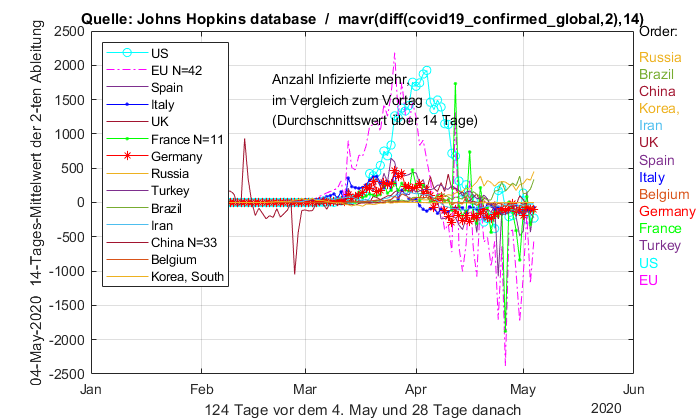 Quelle: Johns Hopkins database / mavr(diff(covid19_confirmed_global,2),14)
04-May-2020 14-Tages-Mittelwert der 2-ten Ableitung
2500
2000
1500
1000
500
0
-500
-1000
-1500
-2000
-2500
US
EU N=42
Spain
Italy
UK
France N=11
Germany
Russia
Turkey
Brazil
Iran
China N=33
Belgium
Korea, South
Anzahl Infizierte mehr,
im Vergleich zum Vortag
(Durchschnittswert über 14 Tage)
Order:
Russia
Brazil
China
Korea,
Iran
UK
Spain
Italy
Belgium
Germany
France
Turkey
US
EU
Jan Feb Mar Apr May Jun
124 Tage vor dem 4. May und 28 Tage danach
2020